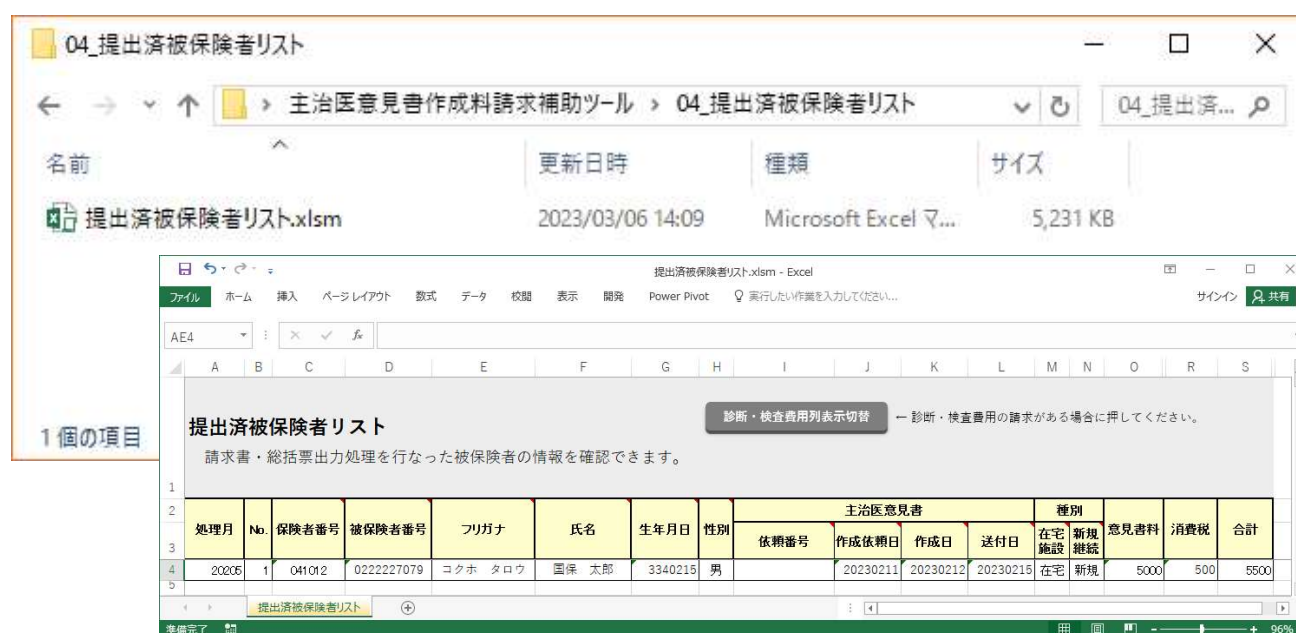 04_提出済被保険者リスト
主治医意見書作成料請求補助ツール › 04_提出済被保険者リスト
04_提出済...
名前 更新日時 種類 サイズ
提出済被保険者リスト.xlsm 2023/03/06 14:09 Microsoft Excel マ... 5,231 KB
1 個の項目
提出済被保険者リスト.xlsm - Excel
ファイル ホーム 挿入 ページ レイアウト 数式 データ 校閲 表示 開発 Power Pivot 実行したい作業を入力してください... サインイン 共有
AE4 fx
A B C D E F G H I J K L M N O R S
診断・検査費用列表示切替 ← 診断・検査費用の請求がある場合に押してください。
提出済被保険者リスト
請求書・総括票出力処理を行なった被保険者の情報を確認できます。
1
2 処理月 No. 保険者番号 被保険者番号 フリガナ 氏名 生年月日 性別 主治医意見書 種別 意見書料 消費税 合計
3 依頼番号 作成依頼日 作成日 送付日 在宅施設 新規継続
4 20205 1 041012 0222227079 コクホ タロウ 国保 太郎 3340215 男 20230211 20230212 20230215 在宅 新規 5000 500 5500
5
提出済被保険者リスト
準備完了 96%